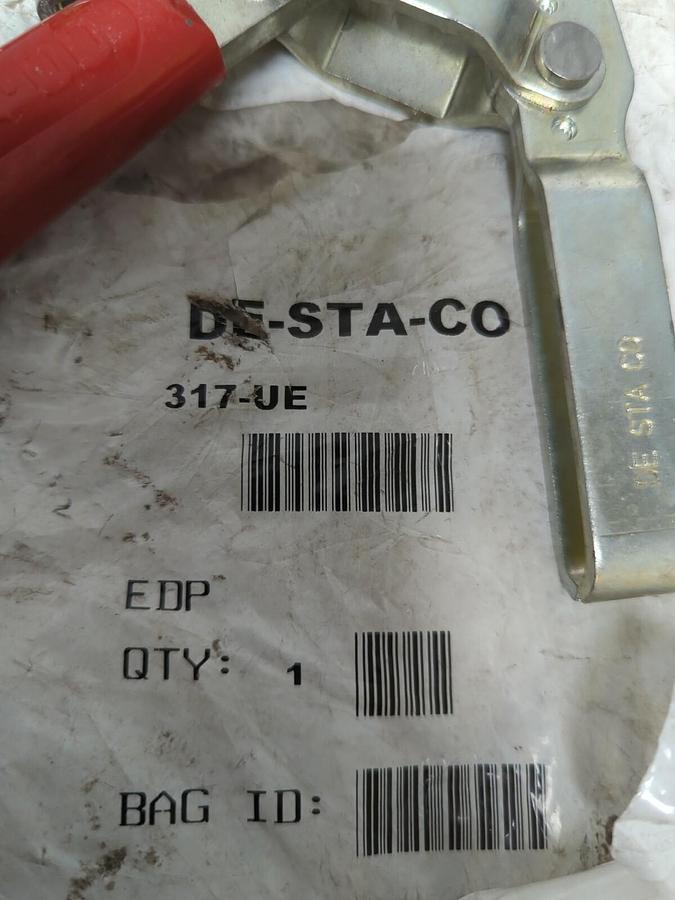 DE-STA-CO
317-UE
EDP
QTY: 1
BAG ID:
DE STA CO